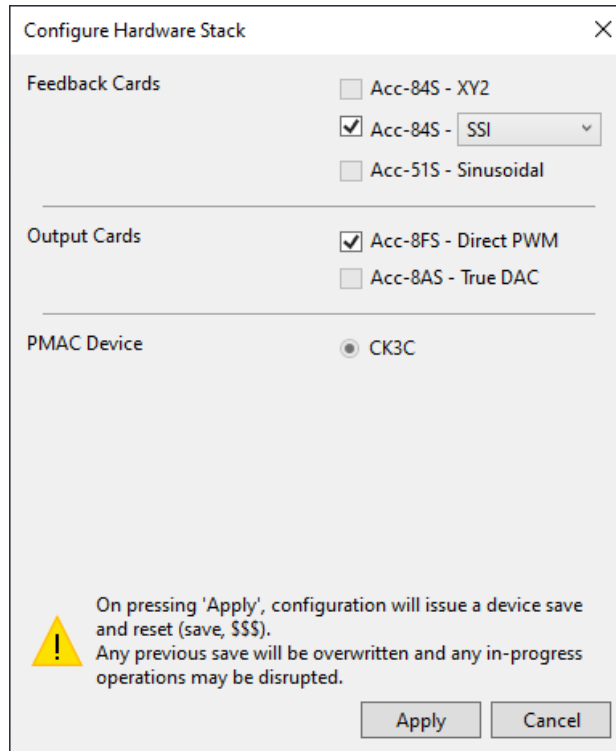 Configure Hardware Stack
Feedback Cards
Acc-84S - XY2
Acc-84S - SSI
Acc-51S - Sinusoidal
Output Cards
Acc-8FS - Direct PWM
Acc-8AS - True DAC
PMAC Device
CK3C
On pressing 'Apply', configuration will issue a device save
and reset (save, $$$).
Any previous save will be overwritten and any in-progress
operations may be disrupted.
Apply
Cancel